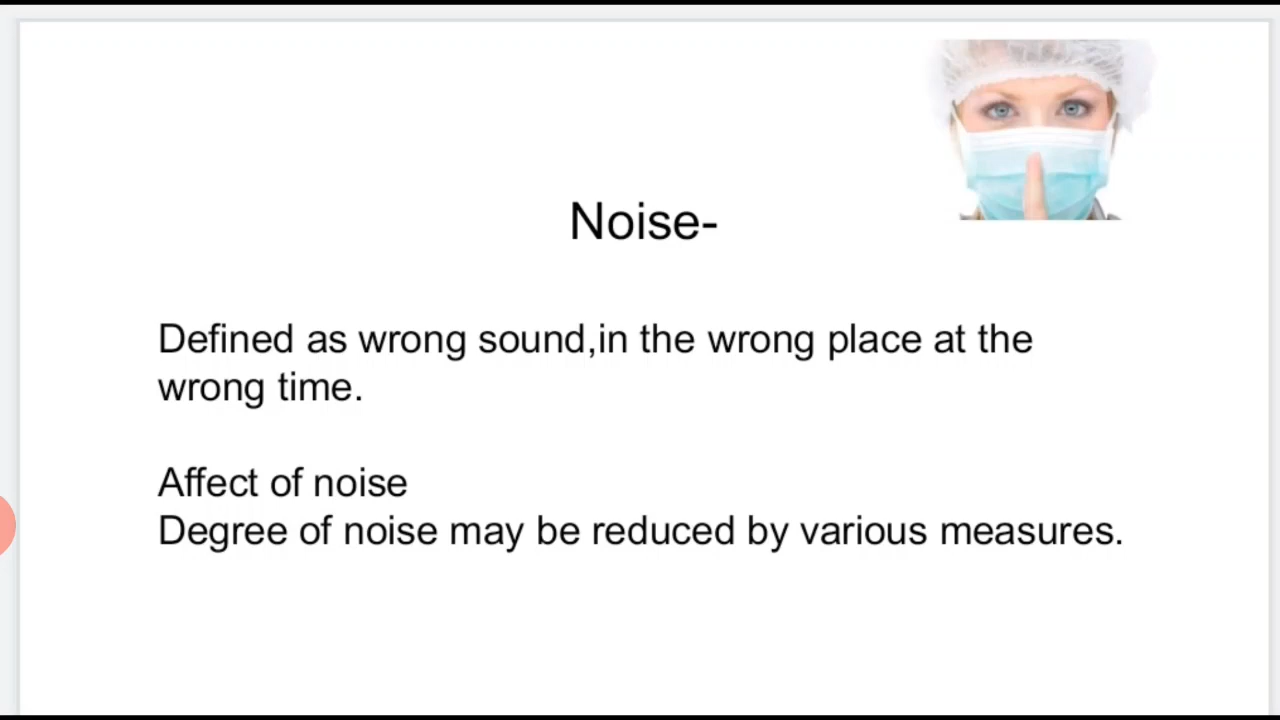 Noise-
Defined as wrong sound,in the wrong place at the
wrong time.
Affect of noise
Degree of noise may be reduced by various measures.